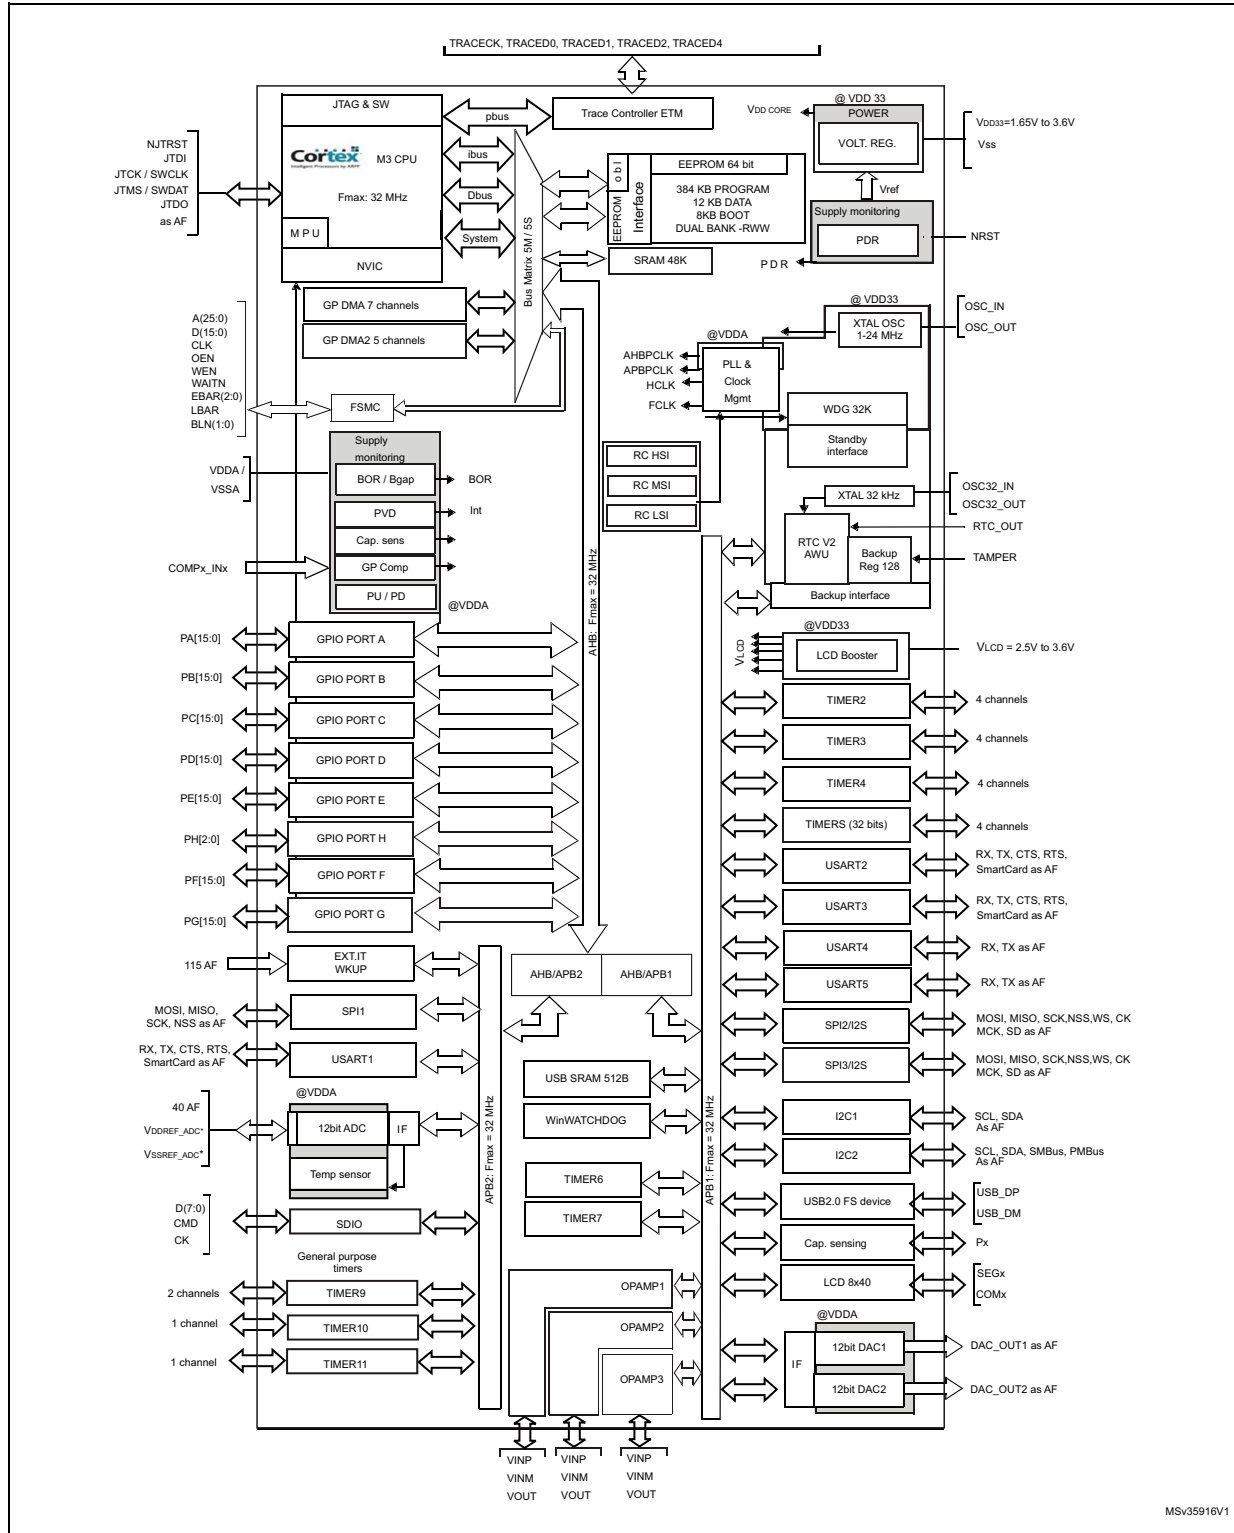 TRACECK, TRACED0, TRACED1, TRACED2, TRACED4
JTAG & SW
pbus
Trace Controller ETM
VDD CORE
@ VDD 33
POWER
VOLT. REG.
VDD33=1.65V to 3.6V
Vss
NJTRST
JTDI
JTCK / SWCLK
JTMS / SWDAT
JTDO
as AF
Cortex
Intelligent Processors by ARM®
M3 CPU
Fmax: 32 MHz
M P U
NVIC
ibus
Dbus
System
Bus Matrix 5M / 5S
EEPROM
Interface
o b l
EEPROM 64 bit
384 KB PROGRAM
12 KB DATA
8KB BOOT
DUAL BANK -RWW
SRAM 48K
Vref
Supply monitoring
PDR
NRST
P D R
GP DMA 7 channels
GP DMA2 5 channels
A(25:0)
D(15:0)
CLK
OEN
WEN
WAITN
EBAR(2:0)
LBAR
BLN(1:0)
FSMC
@ VDD33
XTAL OSC
1-24 MHz
OSC_IN
OSC_OUT
@VDDA
PLL &
Clock
Mgmt
AHBPCLK
APBPCLK
HCLK
FCLK
WDG 32K
Standby
interface
RC HSI
RC MSI
RC LSI
Supply
monitoring
BOR / Bgap
PVD
Cap. sens
GP Comp
PU / PD
VDDA /
VSSA
BOR
Int
COMPx_INx
@VDDA
XTAL 32 kHz
OSC32_IN
OSC32_OUT
RTC V2
AWU
Backup
Reg 128
RTC_OUT
TAMPER
Backup interface
AHB: Fmax = 32 MHz
PA[15:0]
GPIO PORT A
PB[15:0]
GPIO PORT B
PC[15:0]
GPIO PORT C
PD[15:0]
GPIO PORT D
PE[15:0]
GPIO PORT E
PH[2:0]
GPIO PORT H
PF[15:0]
GPIO PORT F
PG[15:0]
GPIO PORT G
@VDD33
VLCD
LCD Booster
VLCD = 2.5V to 3.6V
TIMER2
4 channels
TIMER3
4 channels
TIMER4
4 channels
TIMERS (32 bits)
4 channels
USART2
RX, TX, CTS, RTS,
SmartCard as AF
USART3
RX, TX, CTS, RTS,
SmartCard as AF
USART4
RX, TX as AF
USART5
RX, TX as AF
SPI2/I2S
MOSI, MISO, SCK,NSS,WS, CK
MCK, SD as AF
SPI3/I2S
MOSI, MISO, SCK,NSS,WS, CK
MCK, SD as AF
I2C1
SCL, SDA
As AF
I2C2
SCL, SDA, SMBus, PMBus
As AF
USB2.0 FS device
USB_DP
USB_DM
Cap. sensing
Px
LCD 8x40
SEGx
COMx
@VDDA
IF
12bit DAC1
DAC_OUT1 as AF
12bit DAC2
DAC_OUT2 as AF
115 AF
EXT.IT
WKUP
MOSI, MISO,
SCK, NSS as AF
SPI1
RX, TX, CTS, RTS,
SmartCard as AF
USART1
@VDDA
40 AF
VDDREF_ADC*
VSSREF_ADC*
12bit ADC
IF
Temp sensor
D(7:0)
CMD
CK
SDIO
General purpose
timers
2 channels
TIMER9
1 channel
TIMER10
1 channel
TIMER11
APB2: Fmax = 32 MHz
AHB/APB2
AHB/APB1
USB SRAM 512B
WinWATCHDOG
TIMER6
TIMER7
OPAMP1
OPAMP2
OPAMP3
APB1: Fmax = 32 MHz
VINP
VINM
VOUT
VINP
VINM
VOUT
VINP
VINM
VOUT
MSv35916V1